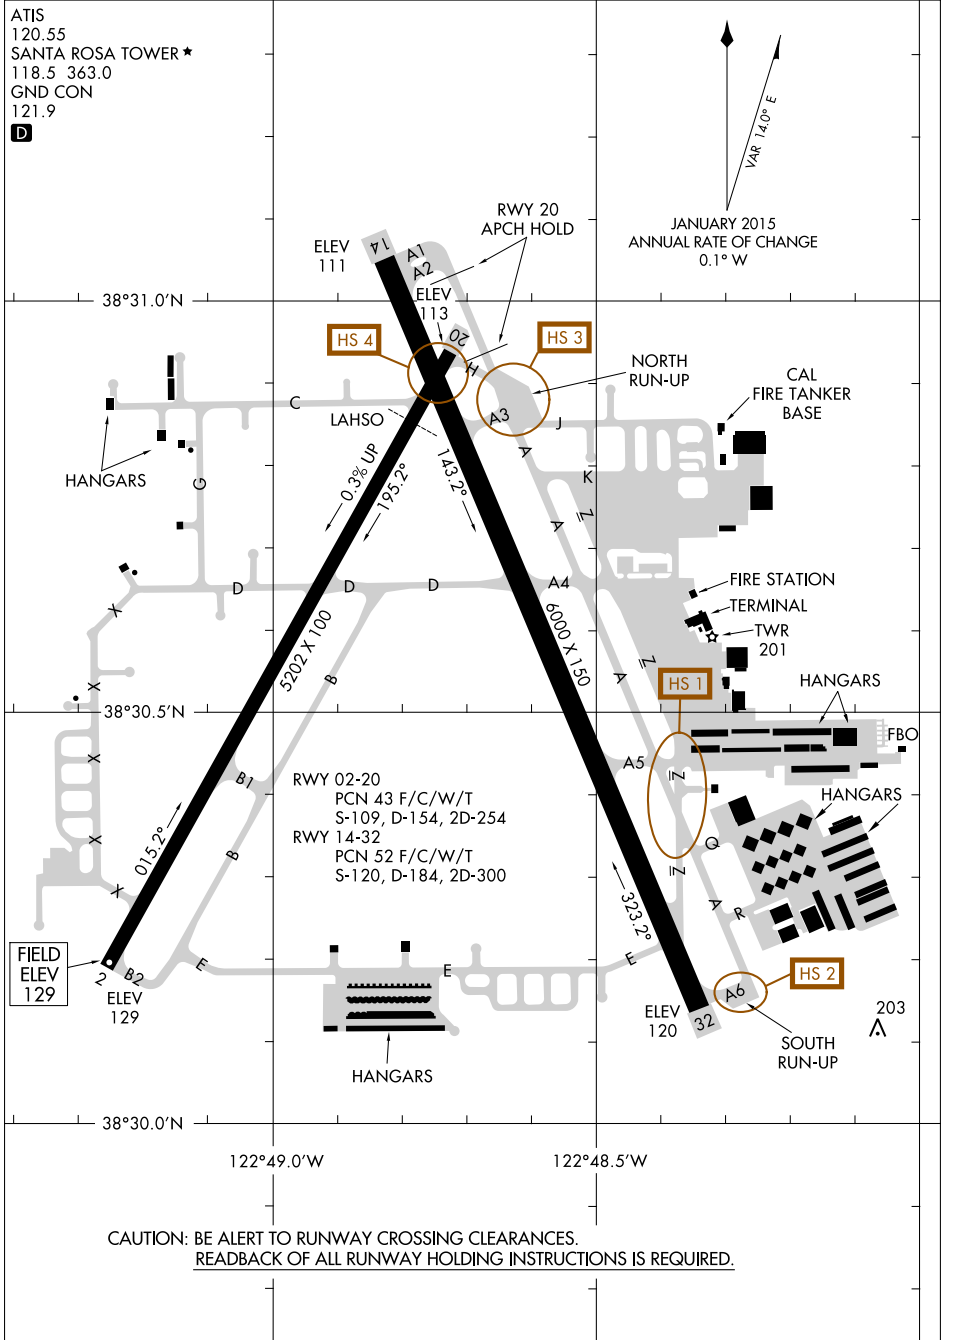 ATIS
120.55
SANTA ROSA TOWER ★
118.5 363.0
GND CON
121.9
D
VAR 14.0° E
JANUARY 2015
ANNUAL RATE OF CHANGE
0.1° W
RWY 20
APCH HOLD
ELEV
111
14
A1
A2
ELEV
113
20
38°31.0'N
HS 4
HS 3
H
NORTH
RUN-UP
CAL
FIRE TANKER
BASE
C
LAHSO
A3
J
A
HANGARS
G
0.3% UP
195.2°
143.2°
K
Z
A
D
D
D
A4
FIRE STATION
TERMINAL
TWR
201
X
5202 X 100
6000 X 150
B
A
Z
X
HS 1
HANGARS
38°30.5'N
FBO
X
B1
A5
Z
RWY 02-20
PCN 43 F/C/W/T
S-109, D-154, 2D-254
RWY 14-32
PCN 52 F/C/W/T
S-120, D-184, 2D-300
HANGARS
X
015.2°
B
Q
Z
X
323.2°
A
R
FIELD
ELEV
129
2
B2
E
E
E
ELEV
129
HS 2
A6
ELEV
120
32
203
SOUTH
RUN-UP
HANGARS
38°30.0'N
122°49.0'W
122°48.5'W
CAUTION: BE ALERT TO RUNWAY CROSSING CLEARANCES.
READBACK OF ALL RUNWAY HOLDING INSTRUCTIONS IS REQUIRED.